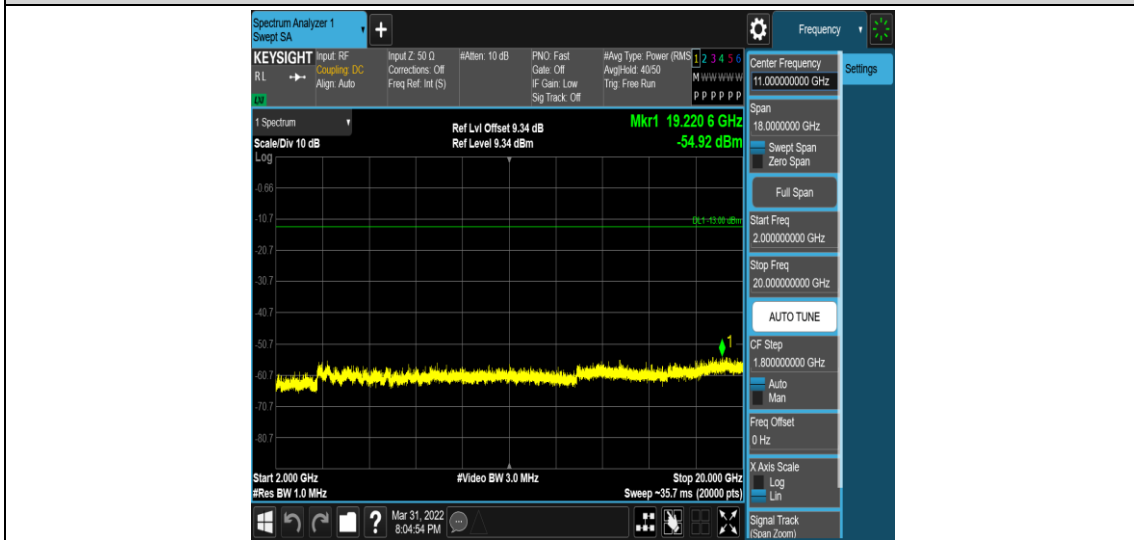 Spectrum Analyzer 1
Swept SA
+
Frequency
KEYSIGHT
RL
LXI
Input: RF
Coupling: DC
Align: Auto
Input Z: 50 Ω
Corrections: Off
Freq Ref: Int (S)
#Atten: 10 dB
PNO: Fast
Gate: Off
IF Gain: Low
Sig Track: Off
#Avg Type: Power (RMS
Avg|Hold: 40/50
Trig: Free Run
1 2 3 4 5 6
M W W W W W
P P P P P P
Center Frequency
11.000000000 GHz
Settings
Span
18.0000000 GHz
Swept Span
Zero Span
Full Span
Start Freq
2.000000000 GHz
Stop Freq
20.000000000 GHz
AUTO TUNE
CF Step
1.800000000 GHz
Auto
Man
Freq Offset
0 Hz
X Axis Scale
Log
Lin
Signal Track
(Span Zoom)
1 Spectrum
Scale/Div 10 dB
Log
Ref Lvl Offset 9.34 dB
Ref Level 9.34 dBm
Mkr1 19.220 6 GHz
-54.92 dBm
-0.66
-10.7
DL1 -13.00 dBm
-20.7
-30.7
-40.7
-50.7
1
-60.7
-70.7
-80.7
Start 2.000 GHz
#Res BW 1.0 MHz
#Video BW 3.0 MHz
Stop 20.000 GHz
Sweep ~35.7 ms (20000 pts)
?
Mar 31, 2022
8:04:54 PM